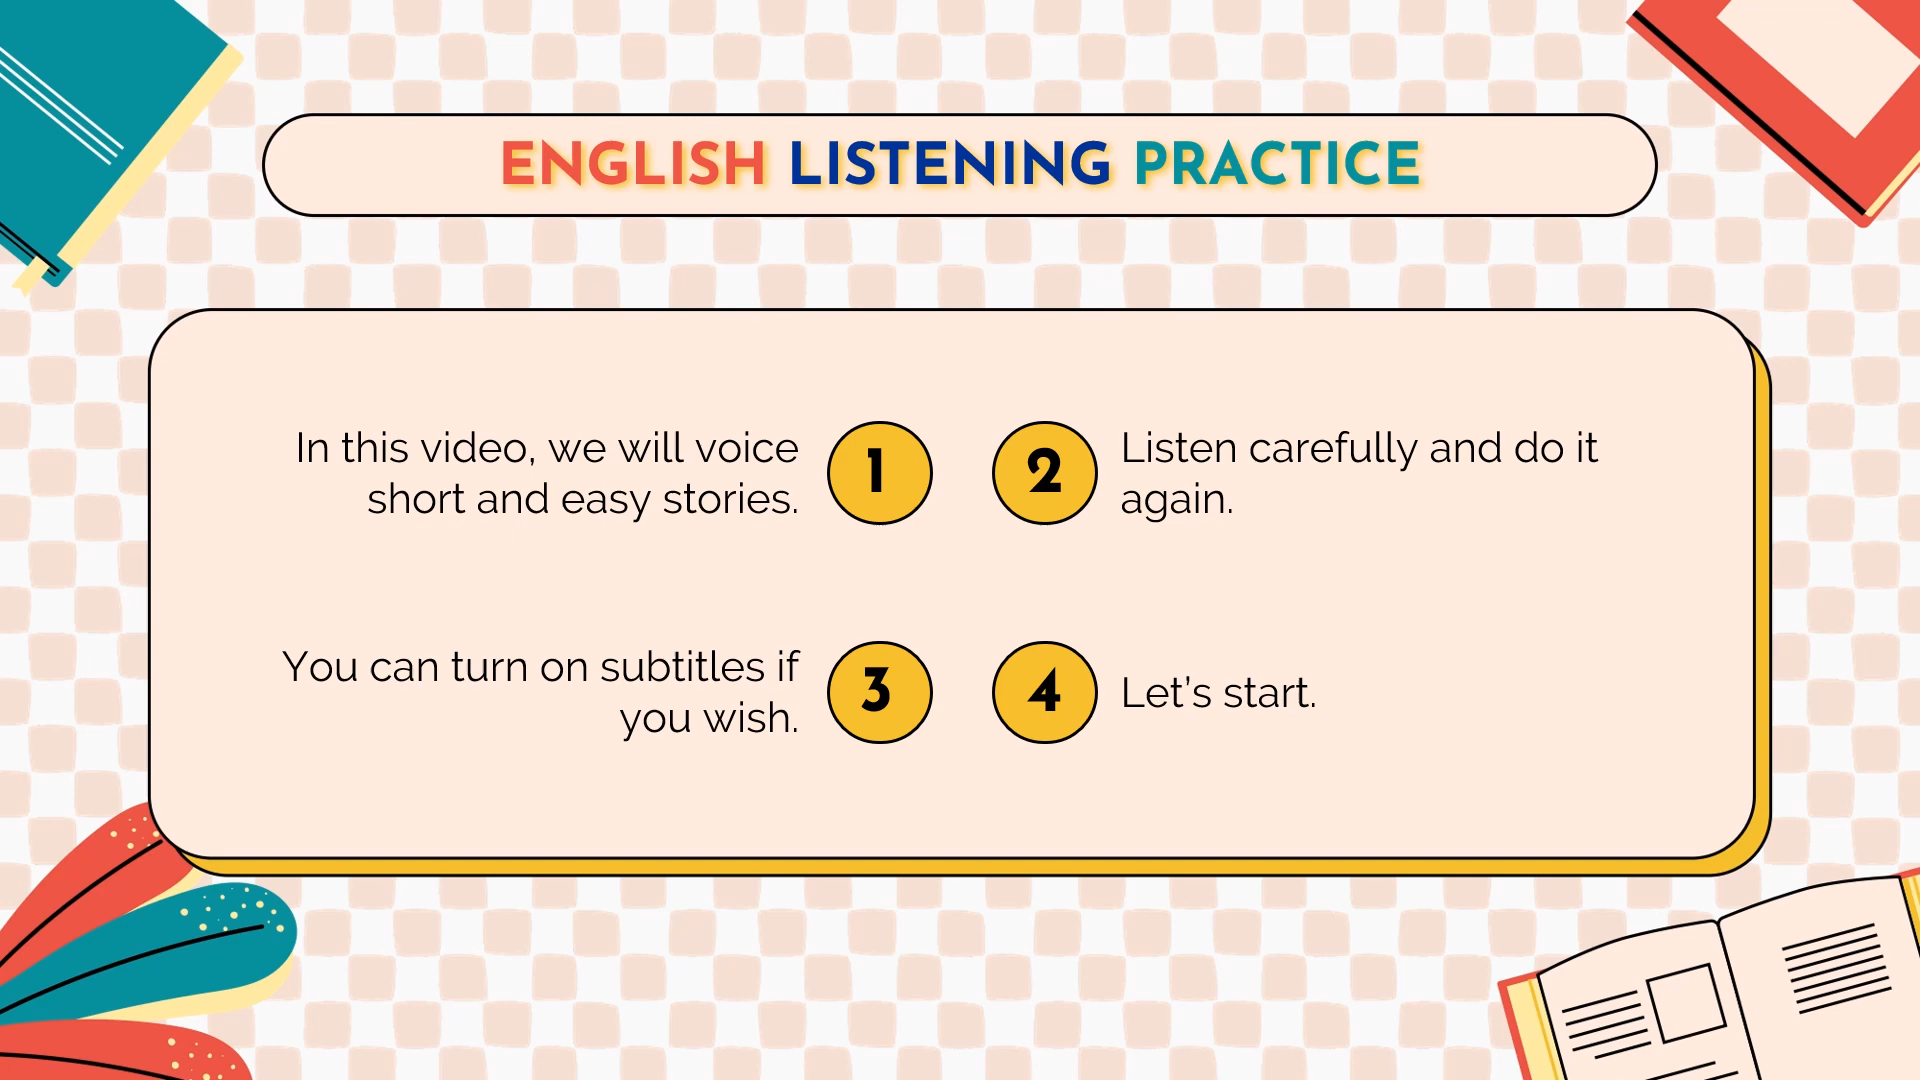 ENGLISH LISTENING PRACTICE
In this video, we will voice
short and easy stories.
1
2
Listen carefully and do it
again.
You can turn on subtitles if
you wish.
3
4
Let's start.